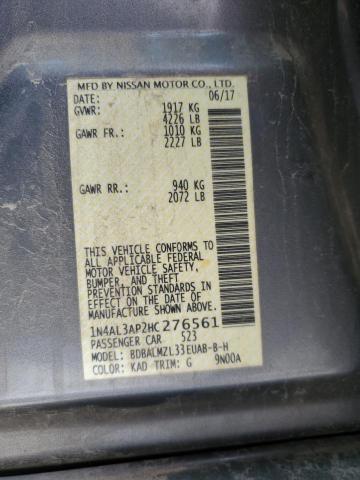 MFD BY NISSAN MOTOR CO., LTD.
DATE: 06/17
GVWR: 1917 KG
4226 LB
GAWR FR.: 1010 KG
2227 LB
GAWR RR.: 940 KG
2072 LB
THIS VEHICLE CONFORMS TO
ALL APPLICABLE FEDERAL
MOTOR VEHICLE SAFETY,
BUMPER, AND THEFT
PREVENTION STANDARDS
IN EFFECT ON THE DATE OF
MANUFACTURE SHOWN ABOVE.
1N4AL3AP2HC276561
PASSENGER CAR 523
MODEL: BDBALMZL33EUAB-B-H
COLOR: KAD TRIM: G 9N00A